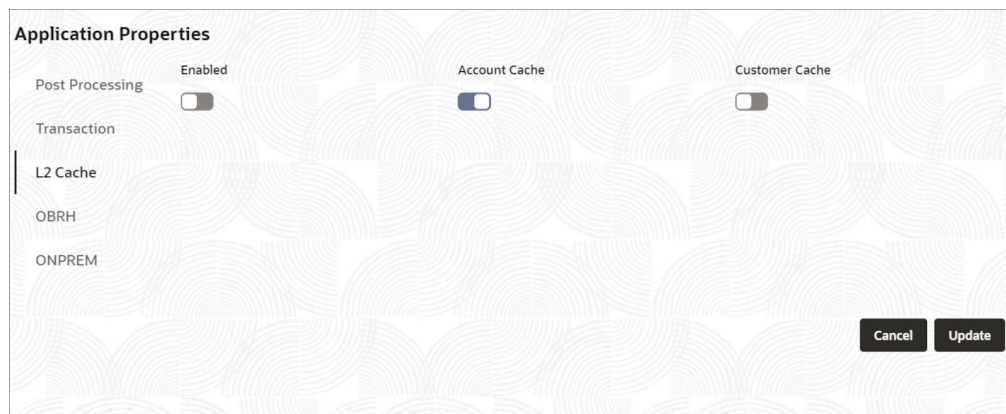 Application Properties
Post Processing
Transaction
L2 Cache
OBRH
ONPREM
Enabled
Account Cache
Customer Cache
Cancel
Update